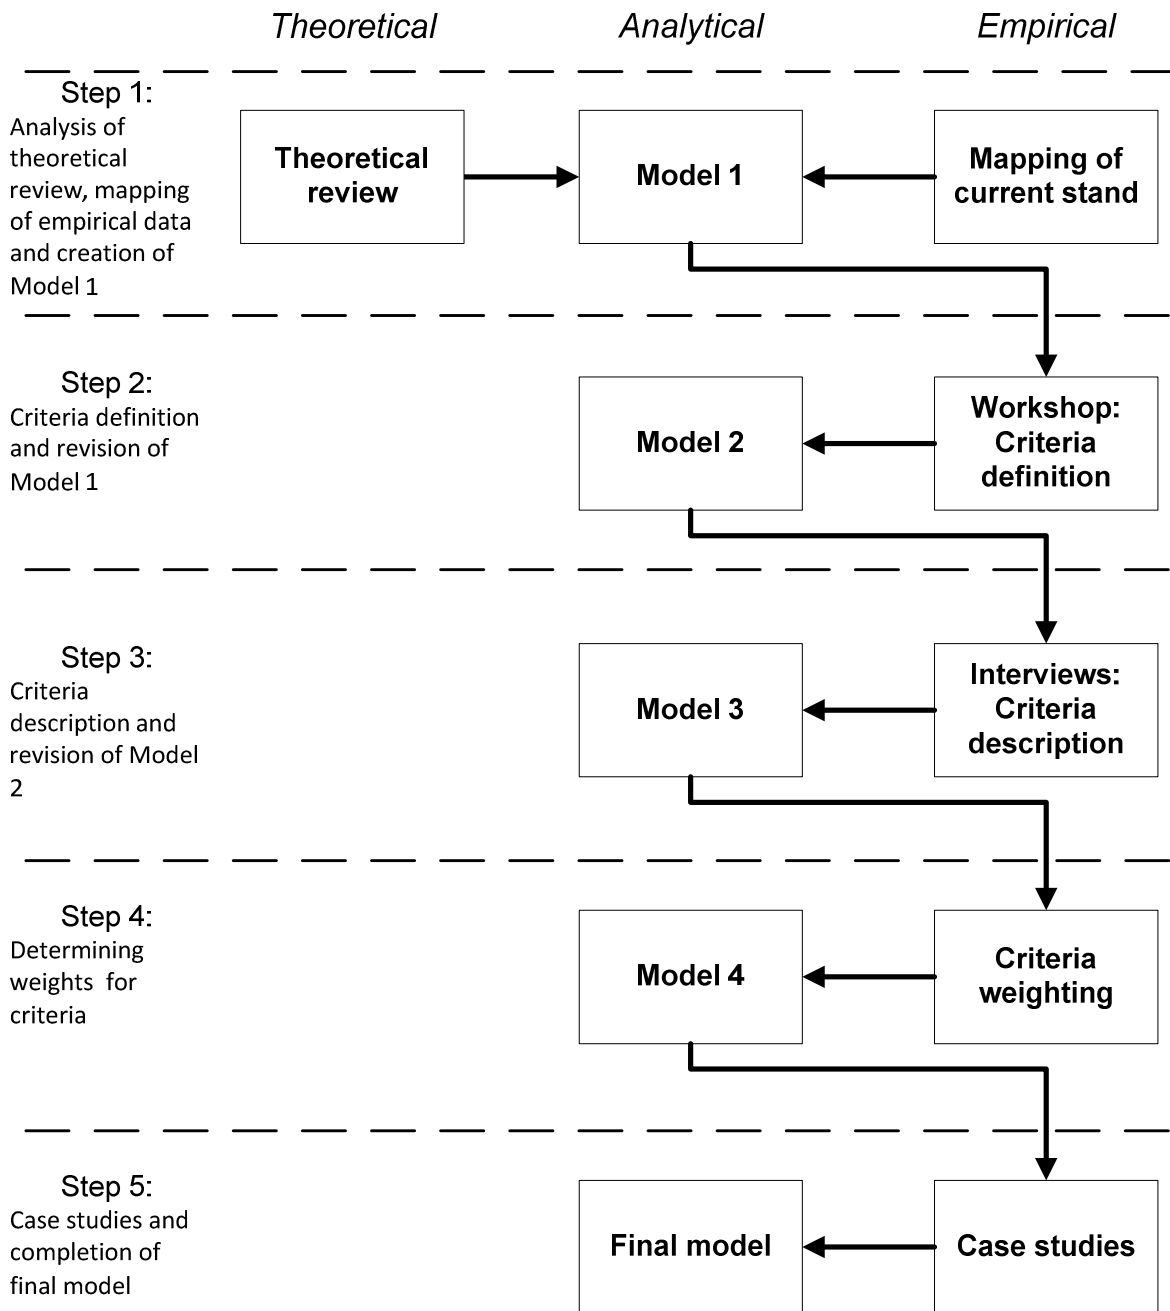 Theoretical
Analytical
Empirical
Step 1:
Analysis of
theoretical
review, mapping
of empirical data
and creation of
Model 1
Theoretical
review
Model 1
Mapping of
current stand
Step 2:
Criteria definition
and revision of
Model 1
Model 2
Workshop:
Criteria
definition
Step 3:
Criteria
description and
revision of Model
2
Model 3
Interviews:
Criteria
description
Step 4:
Determining
weights for
criteria
Model 4
Criteria
weighting
Step 5:
Case studies and
completion of
final model
Final model
Case studies